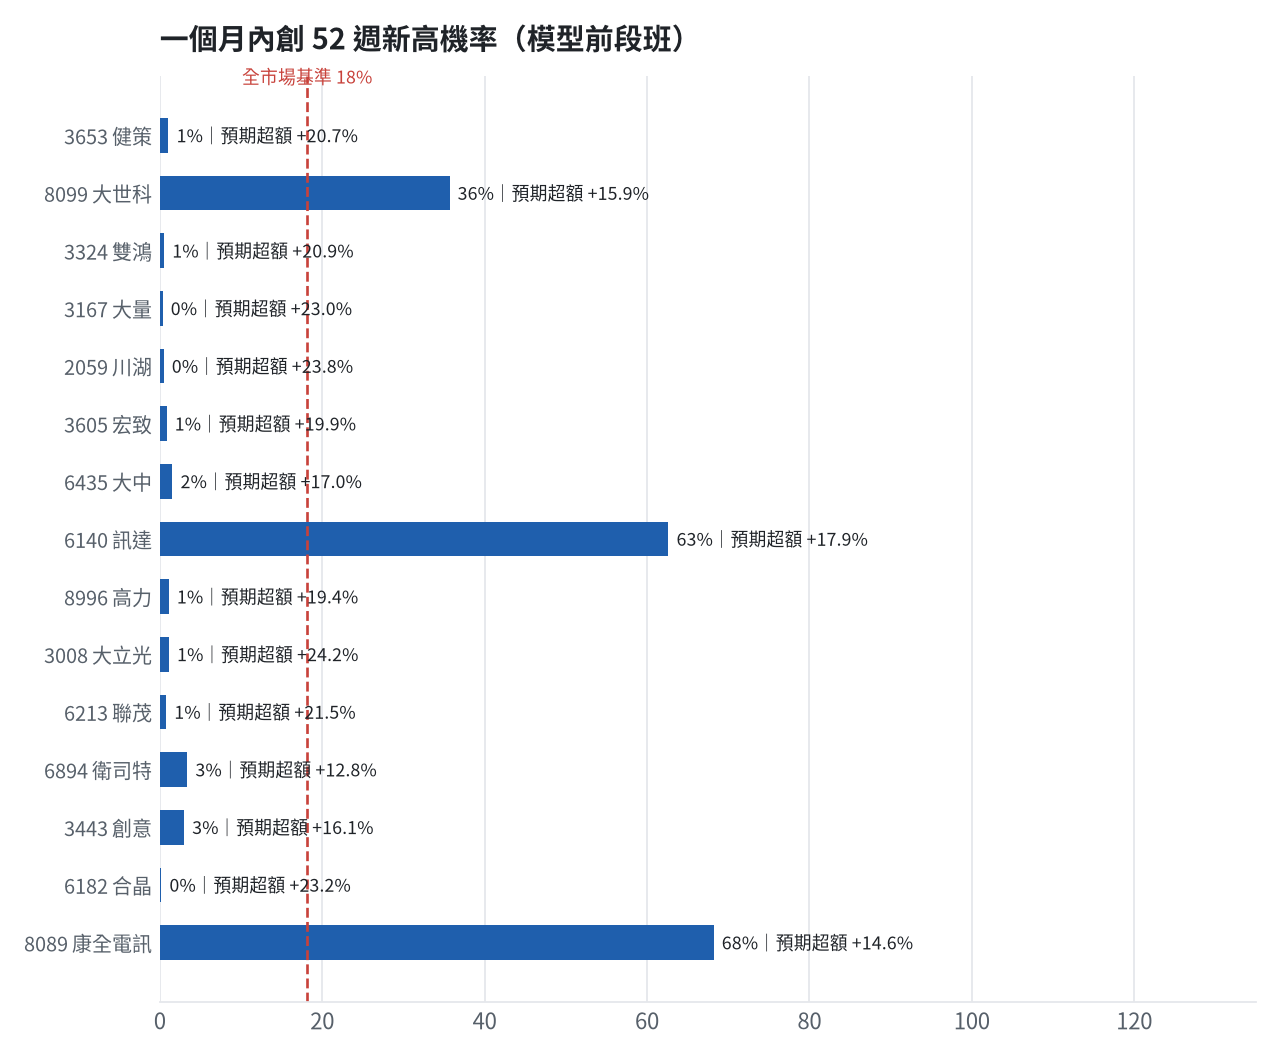 一個月內創 52 週新高機率（模型前段班）
全市場基準 18%
3653 健策 1%｜預期超額 +20.7%
8099 大世科 36%｜預期超額 +15.9%
3324 雙鴻 1%｜預期超額 +20.9%
3167 大量 0%｜預期超額 +23.0%
2059 川湖 0%｜預期超額 +23.8%
3605 宏致 1%｜預期超額 +19.9%
6435 大中 2%｜預期超額 +17.0%
6140 訊達 63%｜預期超額 +17.9%
8996 高力 1%｜預期超額 +19.4%
3008 大立光 1%｜預期超額 +24.2%
6213 聯茂 1%｜預期超額 +21.5%
6894 衛司特 3%｜預期超額 +12.8%
3443 創意 3%｜預期超額 +16.1%
6182 合晶 0%｜預期超額 +23.2%
8089 康全電訊 68%｜預期超額 +14.6%
0 20 40 60 80 100 120